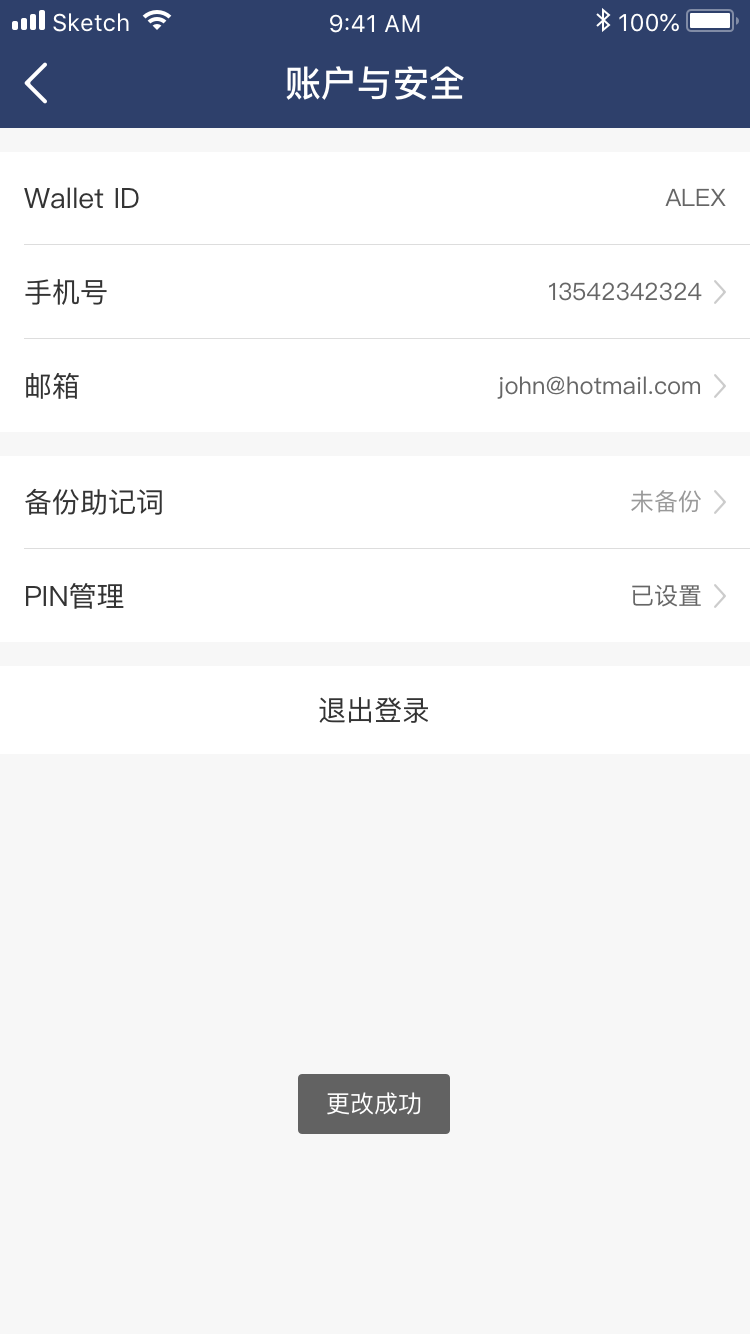 Sketch 9:41 AM 100%
账户与安全
Wallet ID ALEX
手机号 13542342324
邮箱 john@hotmail.com
备份助记词 未备份
PIN管理 已设置
退出登录
更改成功